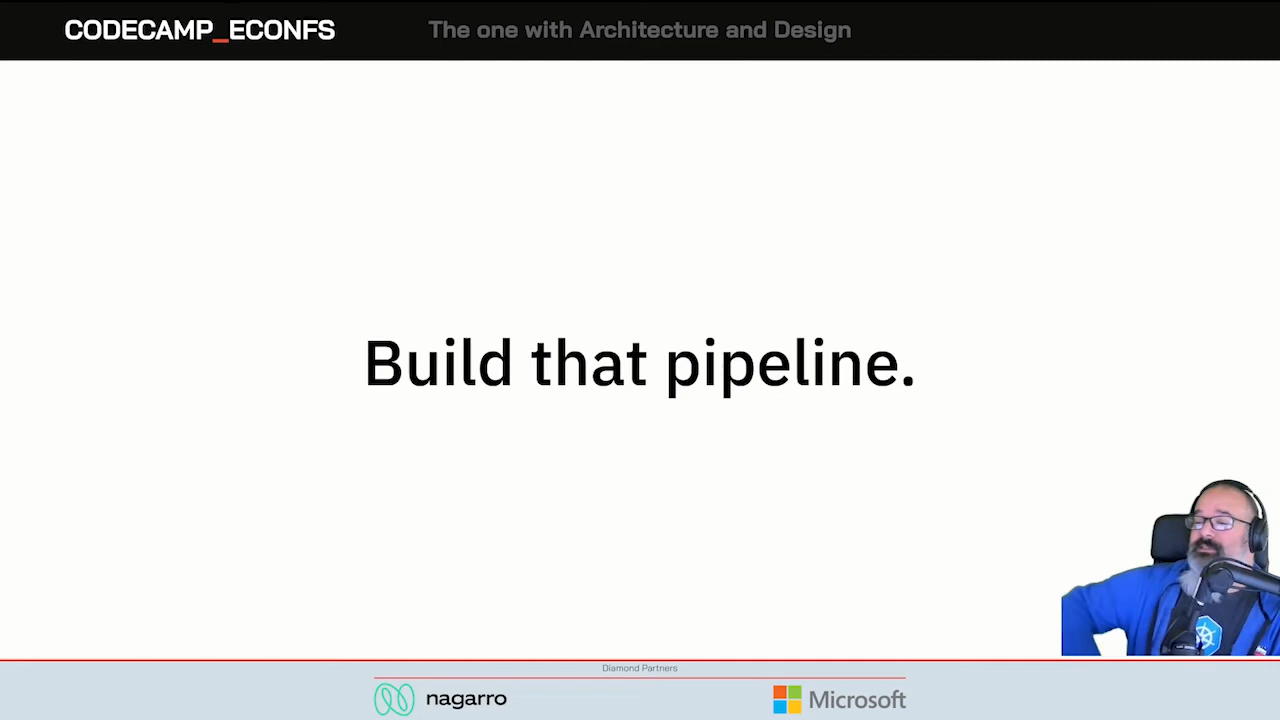 CODECAMP_ECONFS
The one with Architecture and Design
Build that pipeline.
Diamond Partners
nagarro
Microsoft